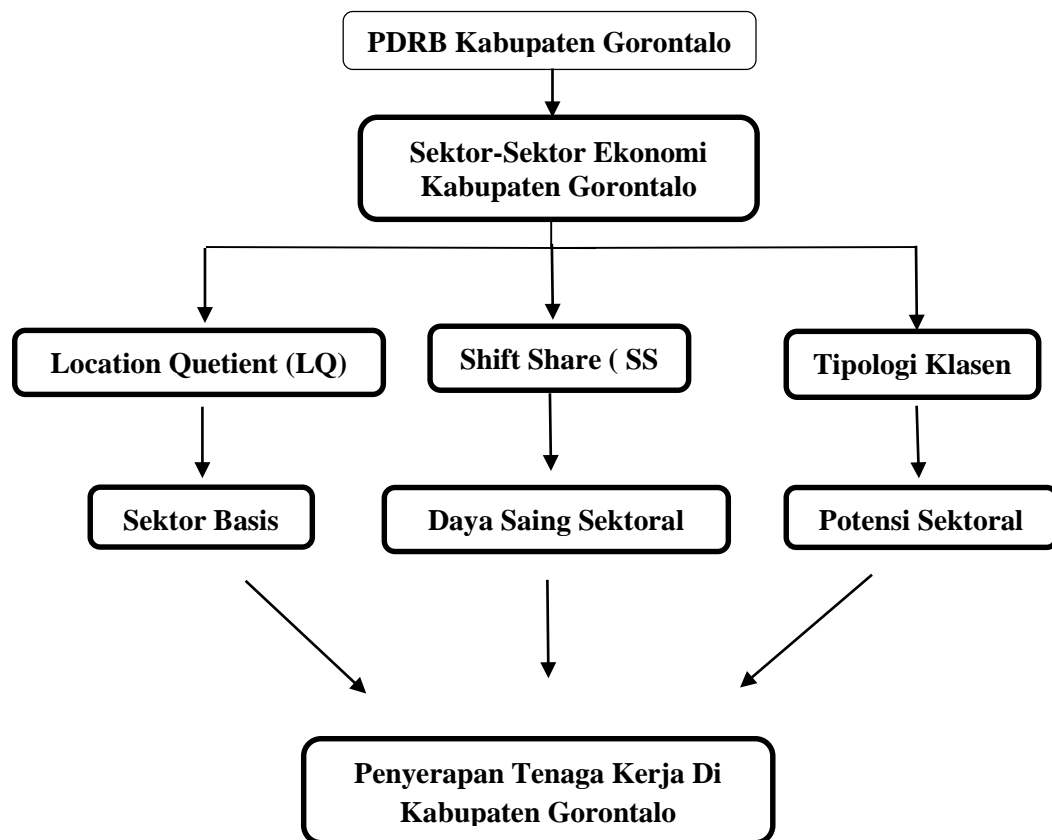 PDRB Kabupaten Gorontalo
Sektor-Sektor Ekonomi
Kabupaten Gorontalo
Location Quetient (LQ)
Shift Share ( SS
Tipologi Klasen
Sektor Basis
Daya Saing Sektoral
Potensi Sektoral
Penyerapan Tenaga Kerja Di
Kabupaten Gorontalo